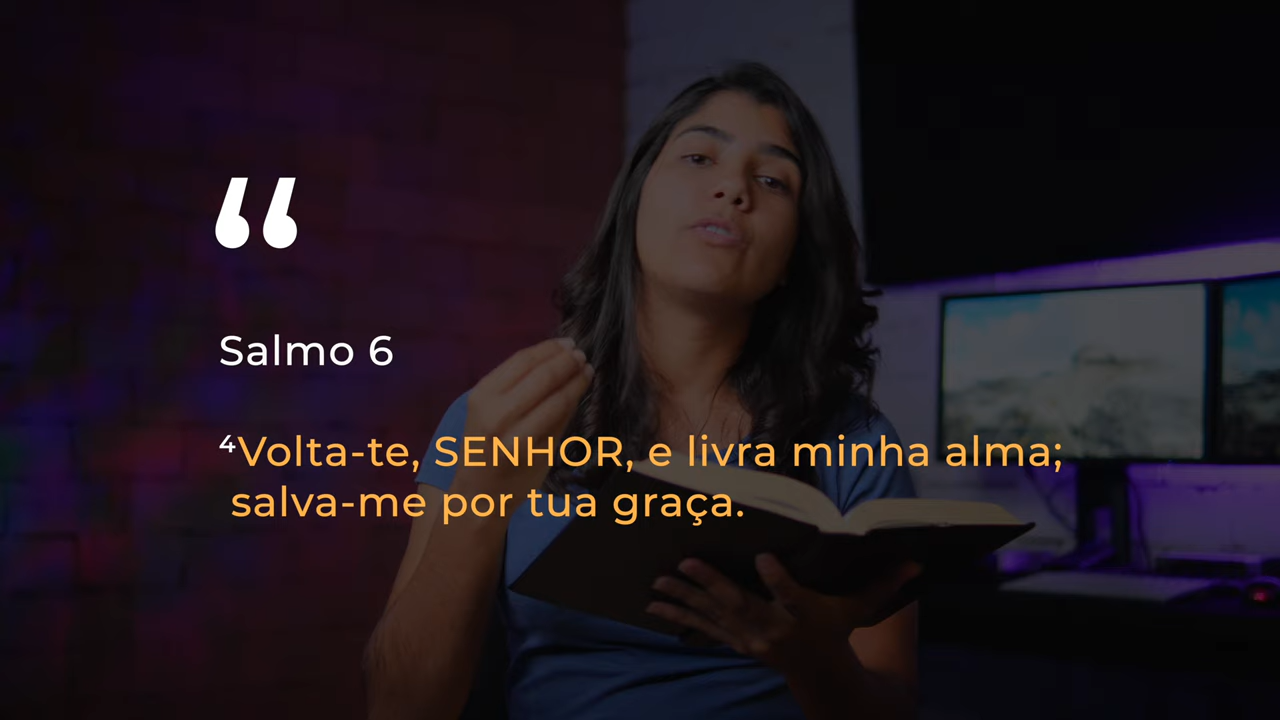 “
Salmo 6
⁴Volta-te, SENHOR, e livra minha alma;
salva-me por tua graça.